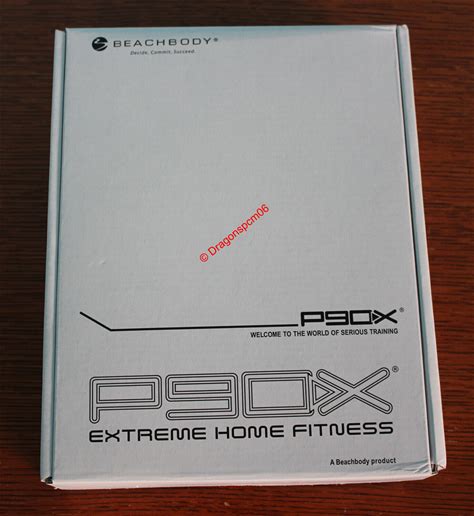 BEACHBODY®
Decide. Commit. Succeed.
© Dragonspcm06
P90X®
WELCOME TO THE WORLD OF SERIOUS TRAINING
P90X®
EXTREME HOME FITNESS
A Beachbody product